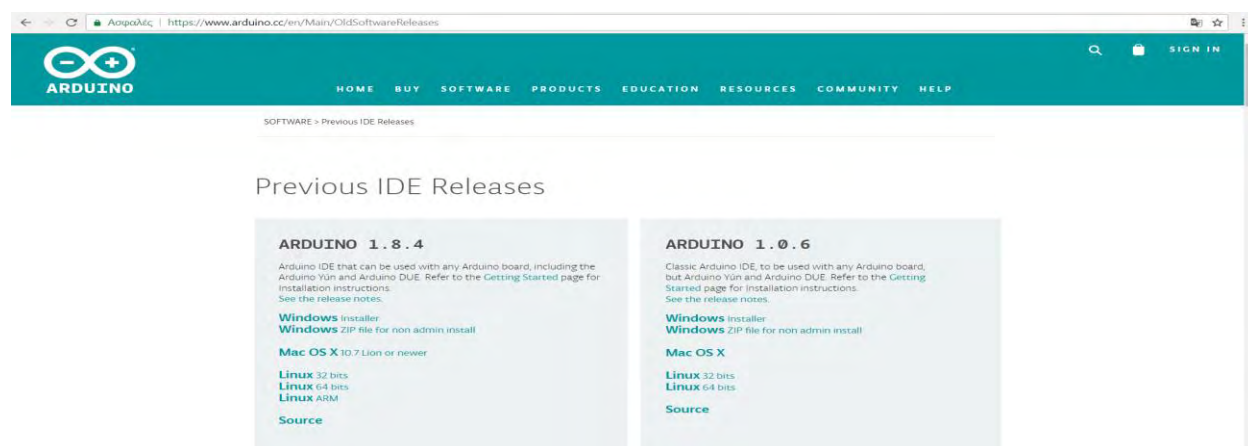 Ασφαλές | https://www.arduino.cc/en/Main/OldSoftwareReleases
SIGN IN
ARDUINO
HOME BUY SOFTWARE PRODUCTS EDUCATION RESOURCES COMMUNITY HELP
SOFTWARE > Previous IDE Releases
Previous IDE Releases
ARDUINO 1.8.4
Arduino IDE that can be used with any Arduino board, including the
Arduino Yún and Arduino DUE. Refer to the Getting Started page for
Installation instructions.
See the release notes.
Windows Installer
Windows ZIP file for non admin install
Mac OS X 10.7 Lion or newer
Linux 32 bits
Linux 64 bits
Linux ARM
Source
ARDUINO 1.0.6
Classic Arduino IDE, to be used with any Arduino board,
but Arduino Yún and Arduino DUE. Refer to the Getting
Started page for Installation instructions.
See the release notes.
Windows Installer
Windows ZIP file for non admin install
Mac OS X
Linux 32 bits
Linux 64 bits
Source